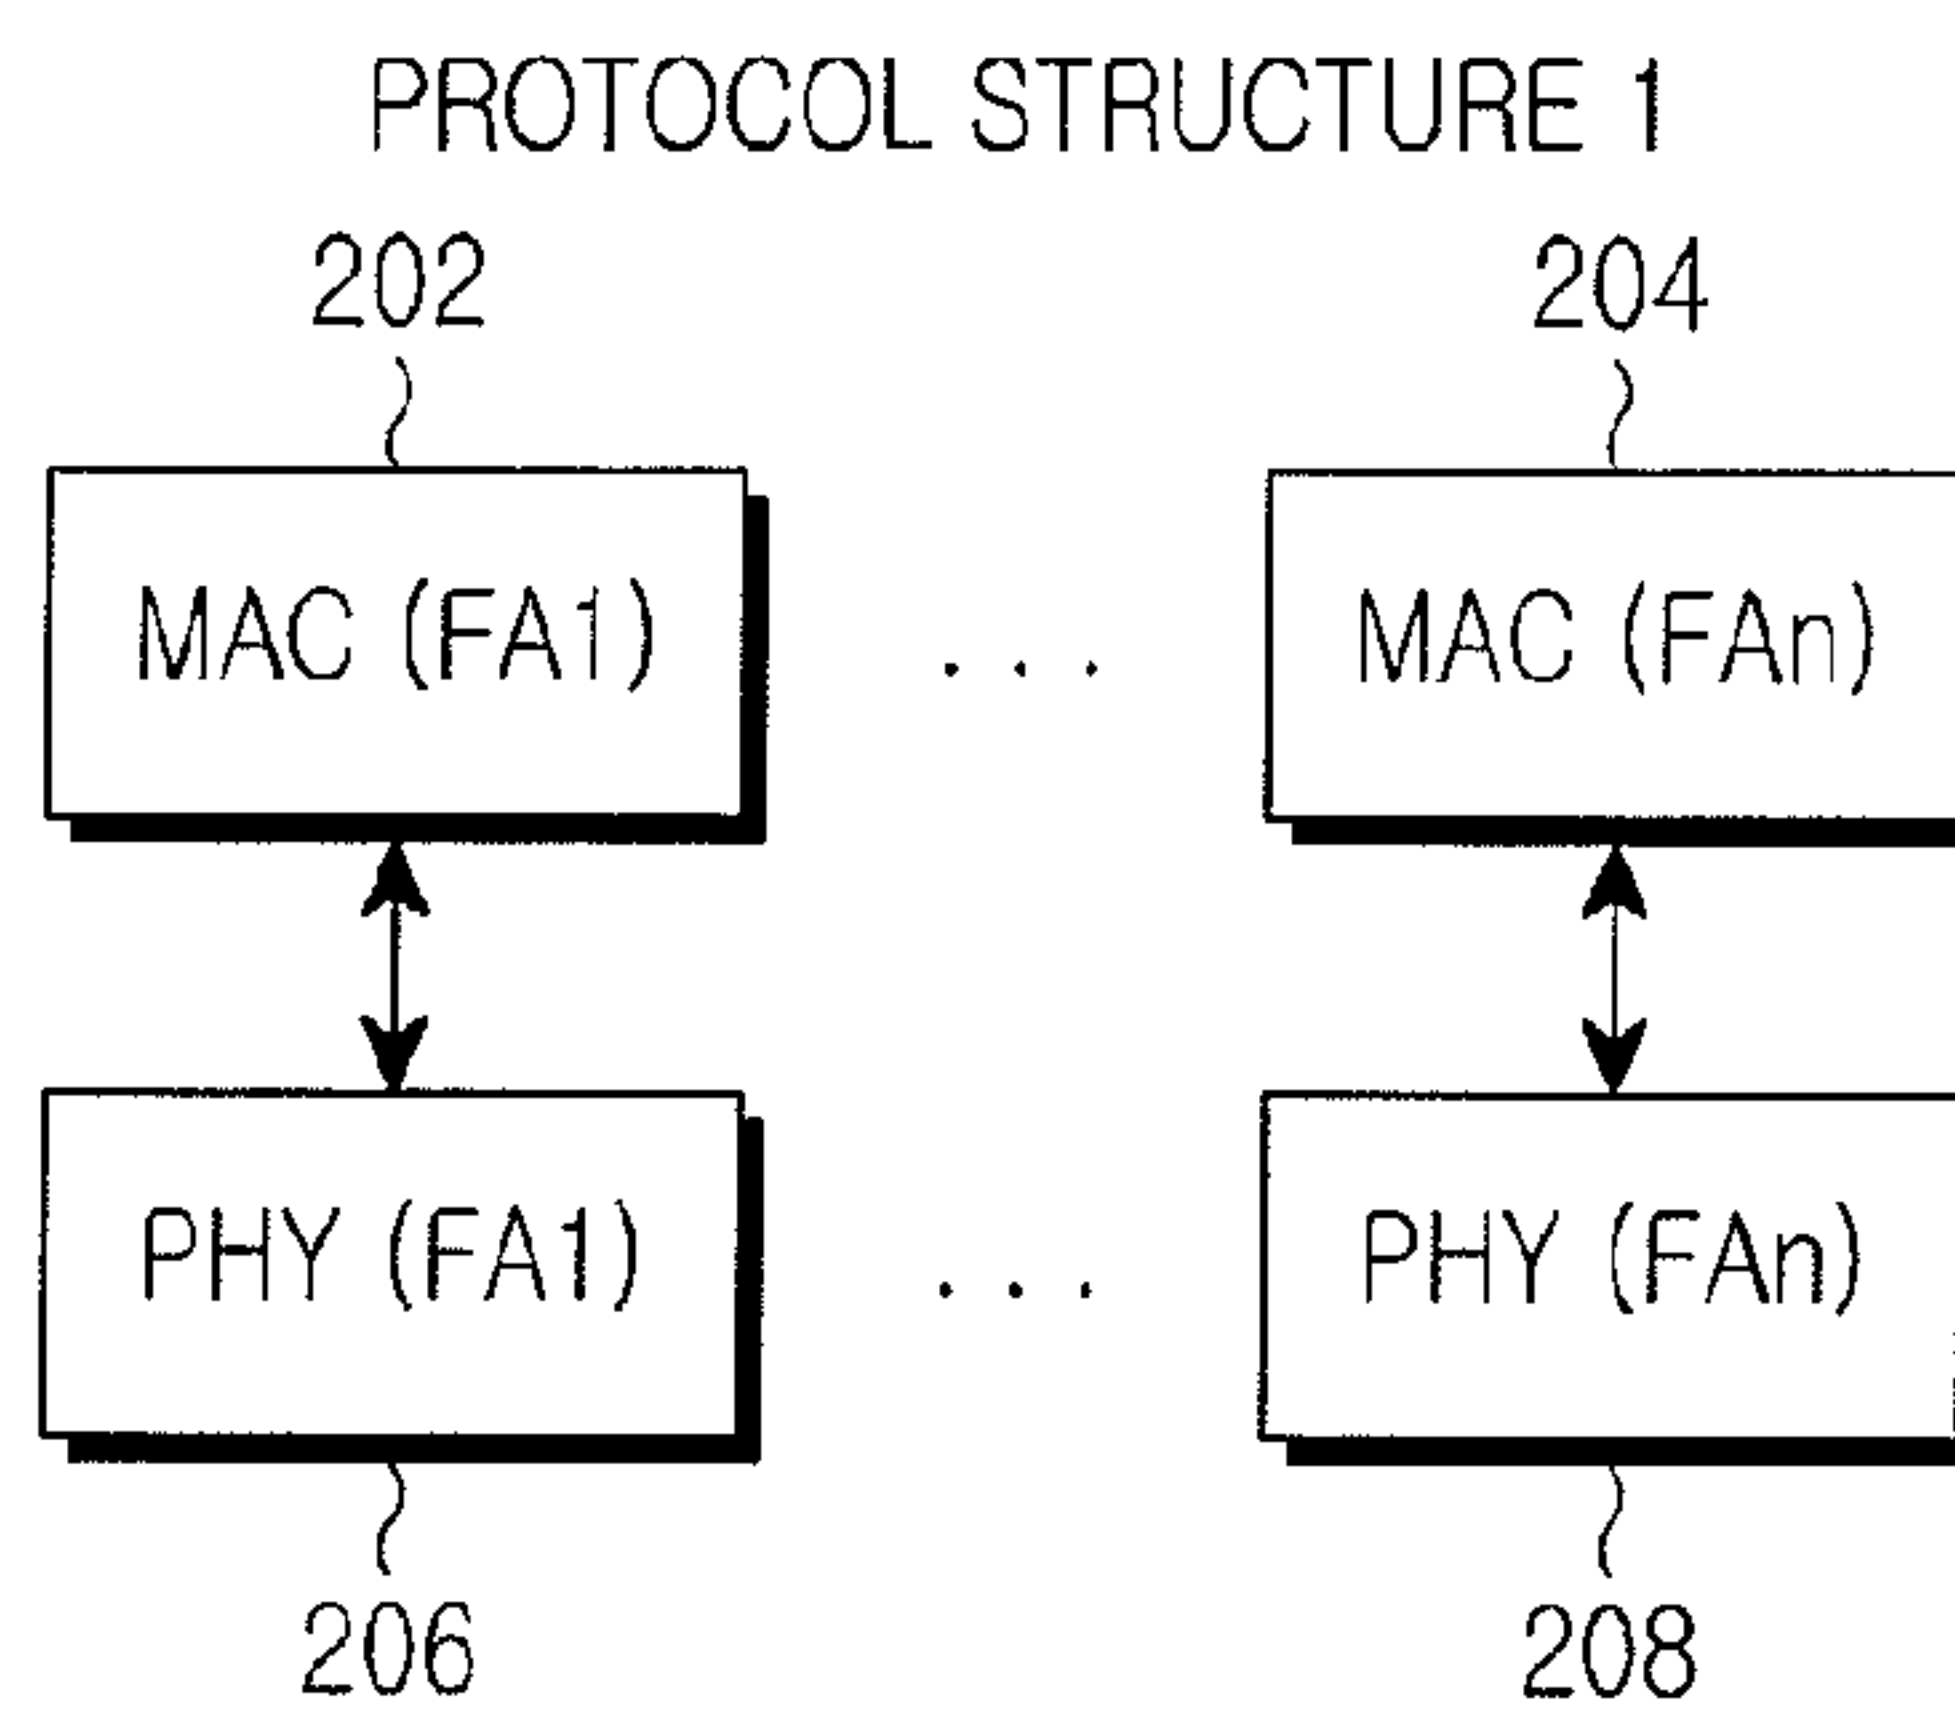 PROTOCOL STRUCTURE 1
202 204
MAC (FA1) . . . MAC (FAn)
PHY (FA1) . . . PHY (FAn)
206 208